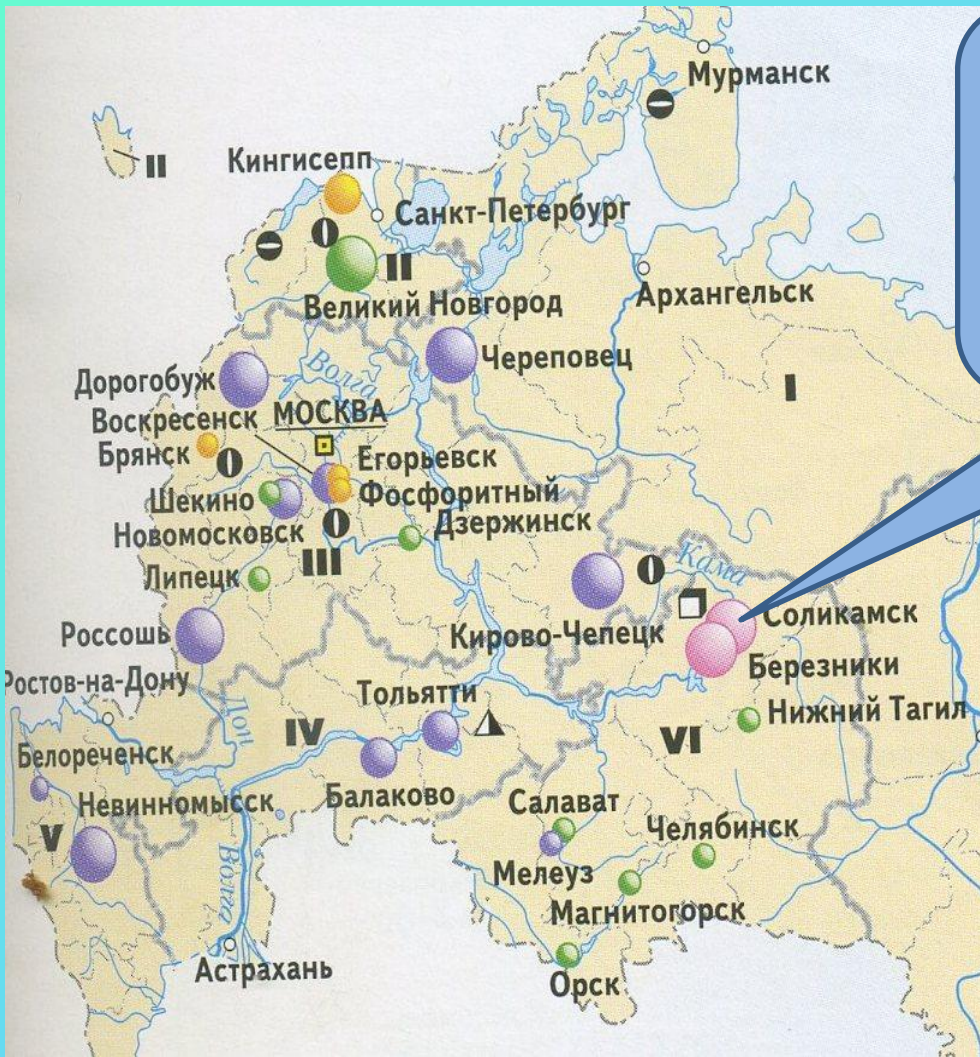 Мурманск
II
Кингисепп
Санкт-Петербург
II
Великий Новгород
Архангельск
Череповец
Волга
Дорогобуж
I
Воскресенск
МОСКВА
Брянск
Егорьевск
Щекино
Фосфоритный
Новомосковск
Дзержинск
III
Кама
Липецк
Соликамск
Россошь
Кирово-Чепецк
Березники
Ростов-на-Дону
Тольятти
Нижний Тагил
Дон
IV
VI
Белореченск
Балаково
Невинномысск
Салават
Челябинск
V
Мелеуз
Волга
Магнитогорск
Астрахань
Орск